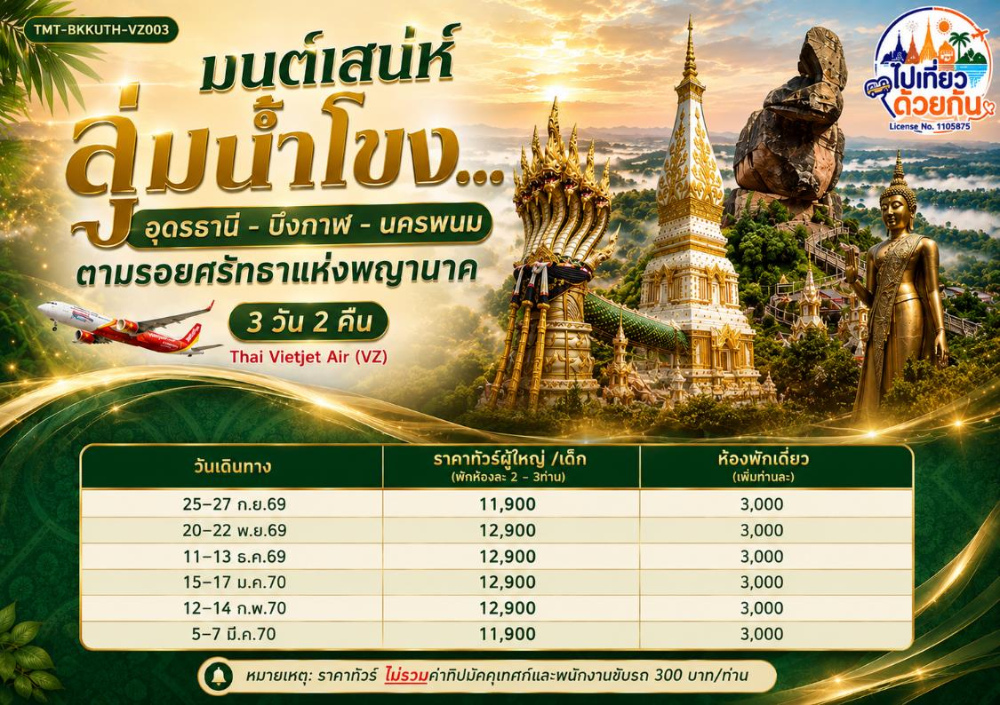 TMT-BKKUTH-VZ003
มนต์เสน่ห์
ลุ่มน้ำโขง...
อุดรธานี - บึงกาฬ - นครพนม
ตามรอยศรัทธาแห่งพญานาค
3 วัน 2 คืน
Thai Vietjet Air (VZ)
ไปเที่ยว
ด้วยกัน
License No. 1105875
วันเดินทาง ราคาทัวร์ผู้ใหญ่ /เด็ก ห้องพักเดี่ยว
(พักห้องละ 2 - 3ท่าน) (เพิ่มท่านละ)
25–27 ก.ย.69 11,900 3,000
20–22 พ.ย.69 12,900 3,000
11–13 ธ.ค.69 12,900 3,000
15–17 ม.ค.70 12,900 3,000
12–14 ก.พ.70 12,900 3,000
5–7 มี.ค.70 11,900 3,000
หมายเหตุ: ราคาทัวร์ ไม่รวมค่าทิปมัคคุเทศก์และพนักงานขับรถ 300 บาท/ท่าน